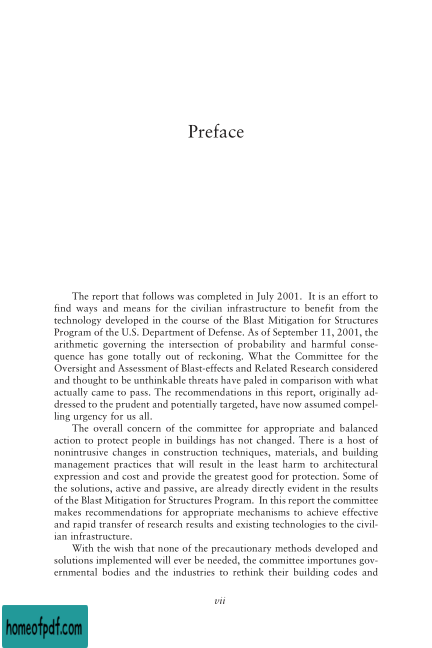 Preface
The report that follows was completed in July 2001. It is an effort to
find ways and means for the civilian infrastructure to benefit from the
technology developed in the course of the Blast Mitigation for Structures
Program of the U.S. Department of Defense. As of September 11, 2001, the
arithmetic governing the intersection of probability and harmful conse-
quence has gone totally out of reckoning. What the Committee for the
Oversight and Assessment of Blast-effects and Related Research considered
and thought to be unthinkable threats have paled in comparison with what
actually came to pass. The recommendations in this report, originally ad-
dressed to the prudent and potentially targeted, have now assumed compel-
ling urgency for us all.
The overall concern of the committee for appropriate and balanced
action to protect people in buildings has not changed. There is a host of
nonintrusive changes in construction techniques, materials, and building
management practices that will result in the least harm to architectural
expression and cost and provide the greatest good for protection. Some of
the solutions, active and passive, are already directly evident in the results
of the Blast Mitigation for Structures Program. In this report the committee
makes recommendations for appropriate mechanisms to achieve effective
and rapid transfer of research results and existing technologies to the civil-
ian infrastructure.
With the wish that none of the precautionary methods developed and
solutions implemented will ever be needed, the committee importunes gov-
ernmental bodies and the industries to rethink their building codes and
vii
homeofpdf.com